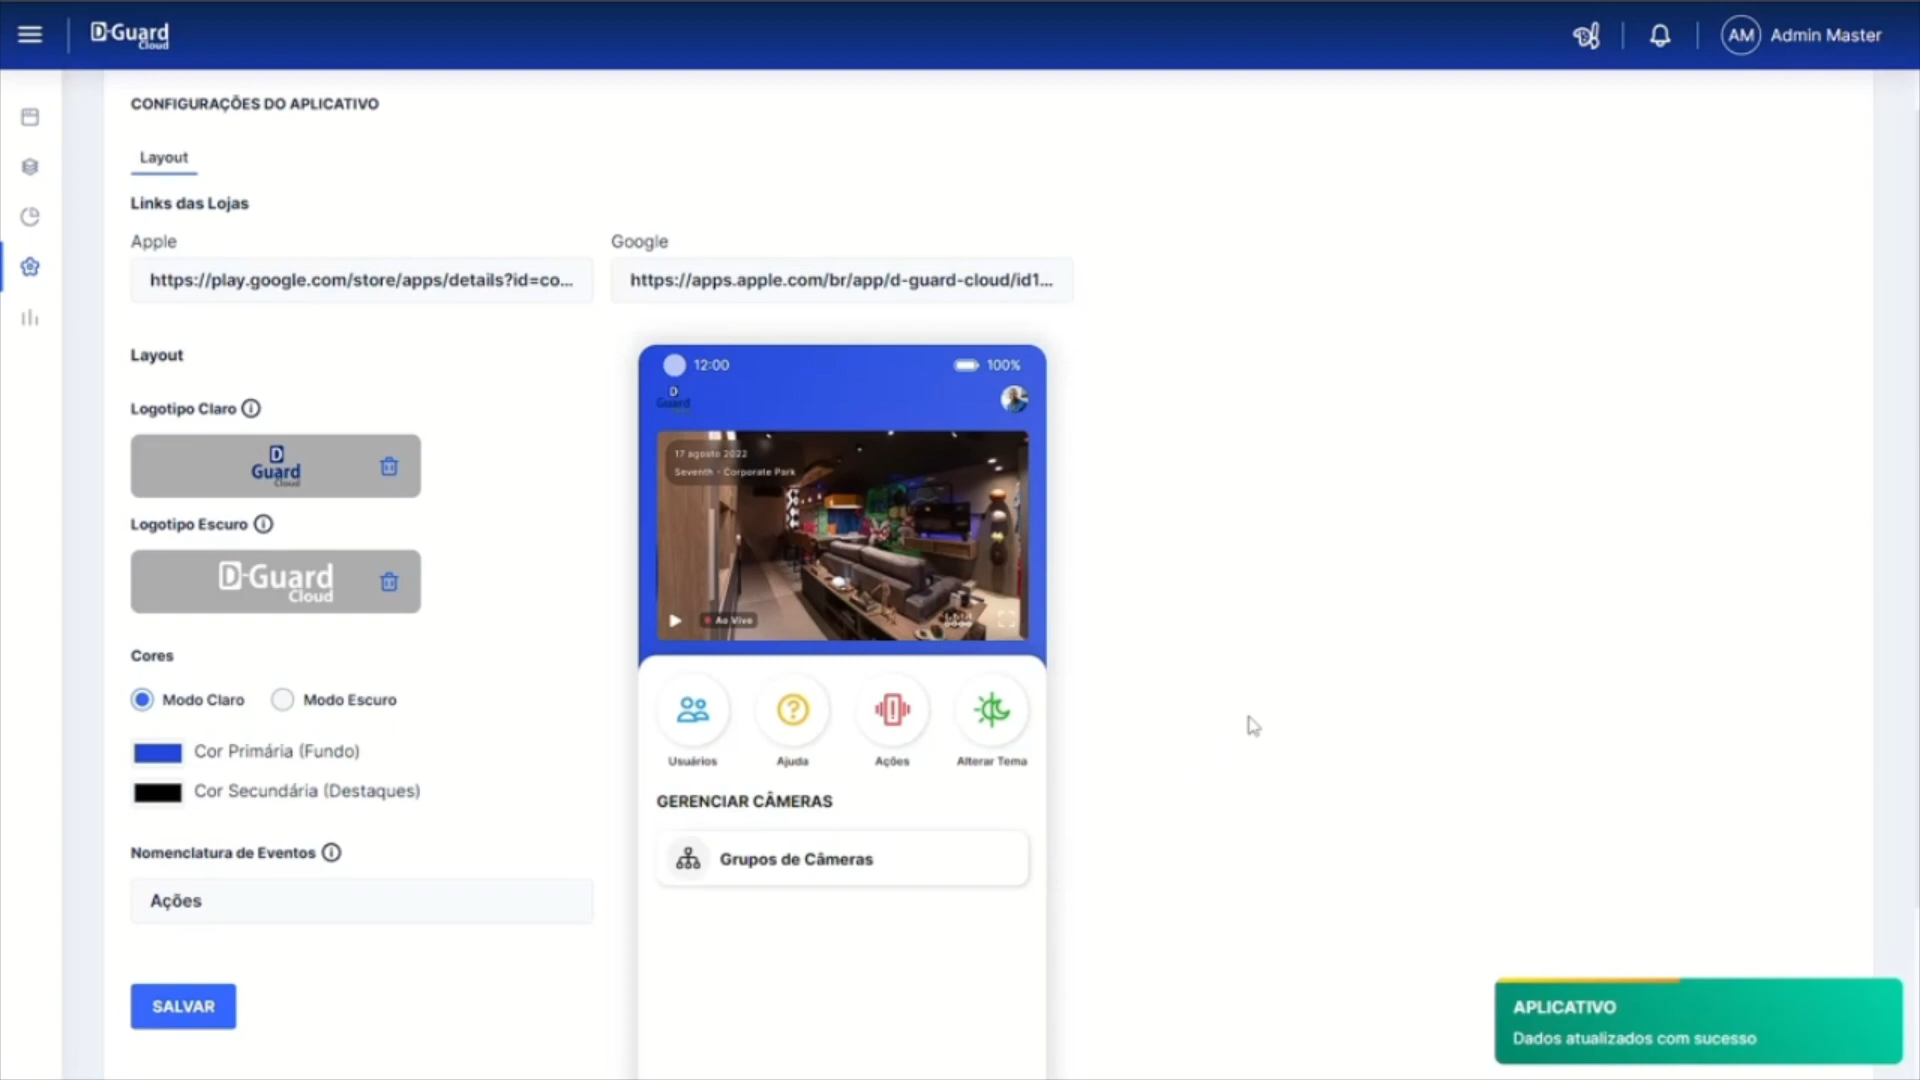 D-Guard
Cloud
AM Admin Master
CONFIGURAÇÕES DO APLICATIVO
Layout
Links das Lojas
Apple
Google
https://play.google.com/store/apps/details?id=co...
https://apps.apple.com/br/app/d-guard-cloud/id1...
Layout
Logotipo Claro
D
Guard
Cloud
Logotipo Escuro
D-Guard
Cloud
Cores
Modo Claro
Modo Escuro
Cor Primária (Fundo)
Cor Secundária (Destaques)
Nomenclatura de Eventos
Ações
SALVAR
12:00
100%
D
Guard
17 agosto 2022
Seventh - Corporate Park
Ao Vivo
Usuários
Ajuda
Ações
Alterar Tema
GERENCIAR CÂMERAS
Grupos de Câmeras
APLICATIVO
Dados atualizados com sucesso